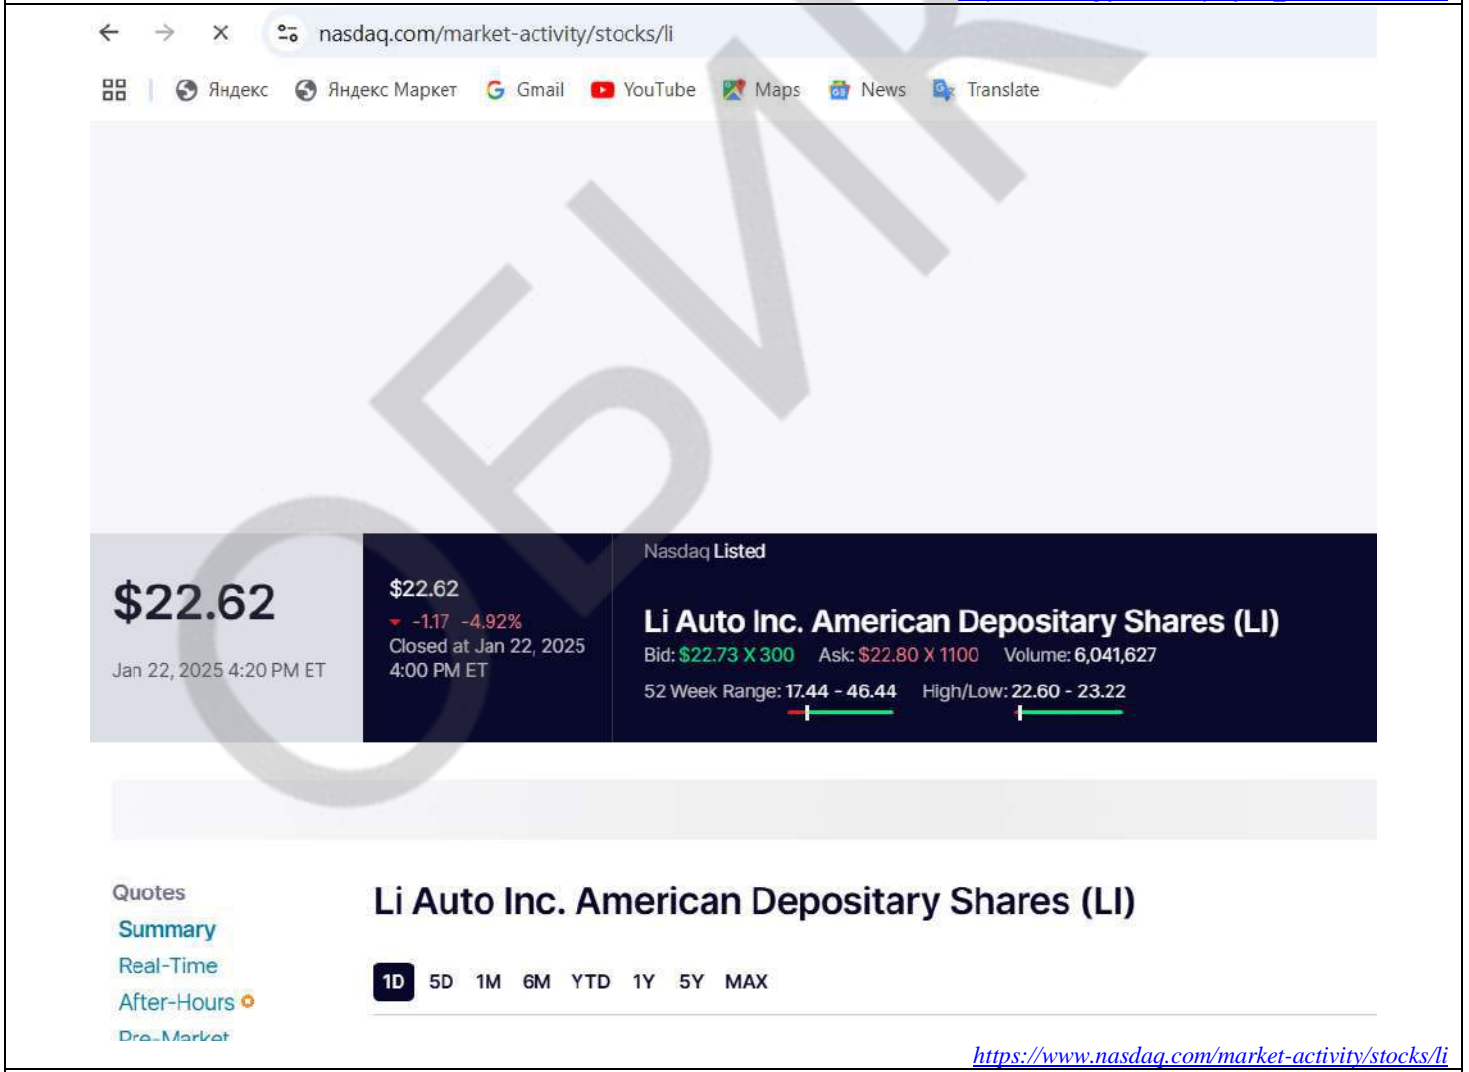 nasdaq.com/market-activity/stocks/li
Яндекс Яндекс Маркет Gmail YouTube Maps News Translate
ОБИК
Nasdaq Listed
$22.62
Jan 22, 2025 4:20 PM ET
$22.62
-1.17 -4.92%
Closed at Jan 22, 2025
4:00 PM ET
Li Auto Inc. American Depositary Shares (LI)
Bid: $22.73 X 300 Ask: $22.80 X 1100 Volume: 6,041,627
52 Week Range: 17.44 - 46.44 High/Low: 22.60 - 23.22
Quotes
Summary
Real-Time
After-Hours
Pre-Market
Li Auto Inc. American Depositary Shares (LI)
1D 5D 1M 6M YTD 1Y 5Y MAX
https://www.nasdaq.com/market-activity/stocks/li